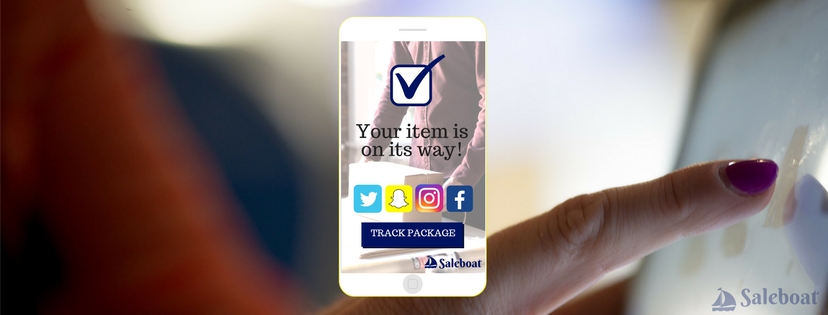 Your item is
on its way!
TRACK PACKAGE
Saleboat
Saleboat